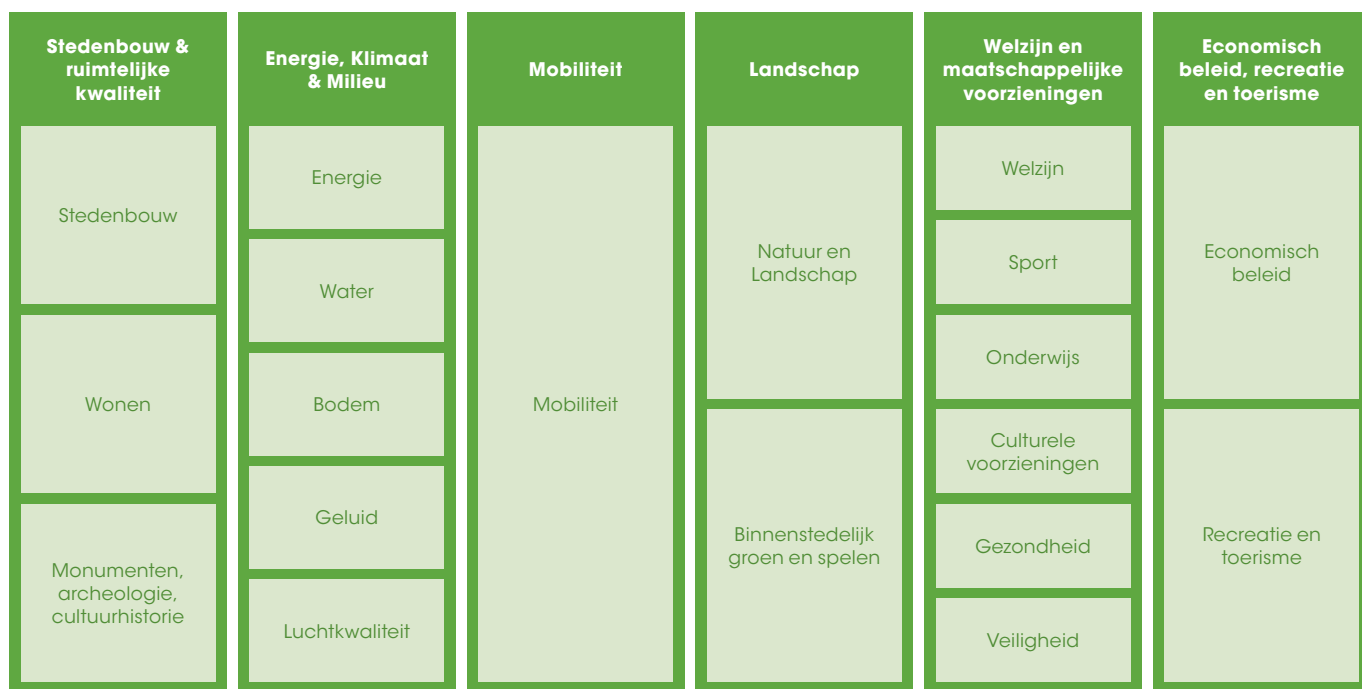 Stedenbouw &
ruimtelijke
kwaliteit
Stedenbouw
Wonen
Monumenten,
archeologie,
cultuurhistorie
Energie, Klimaat
& Milieu
Energie
Water
Bodem
Geluid
Luchtkwaliteit
Mobiliteit
Mobiliteit
Landschap
Natuur en
Landschap
Binnenstedelijk
groen en spelen
Welzijn en
maatschappelijke
voorzieningen
Welzijn
Sport
Onderwijs
Culturele
voorzieningen
Gezondheid
Veiligheid
Economisch
beleid, recreatie
en toerisme
Economisch
beleid
Recreatie en
toerisme